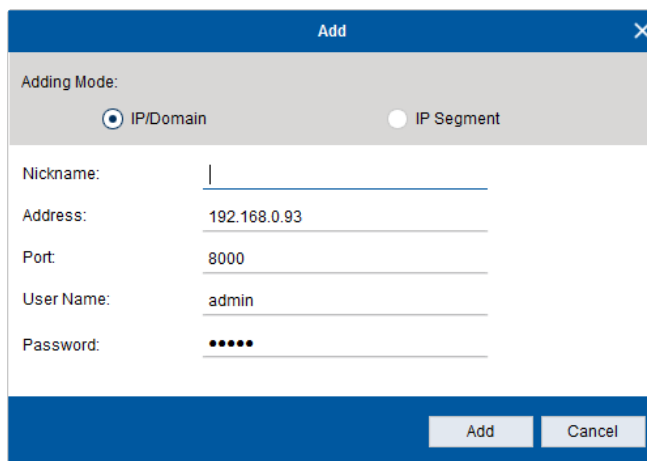 Add
Adding Mode:
IP/Domain IP Segment
Nickname:
Address: 192.168.0.93
Port: 8000
User Name: admin
Password: •••••
Add Cancel